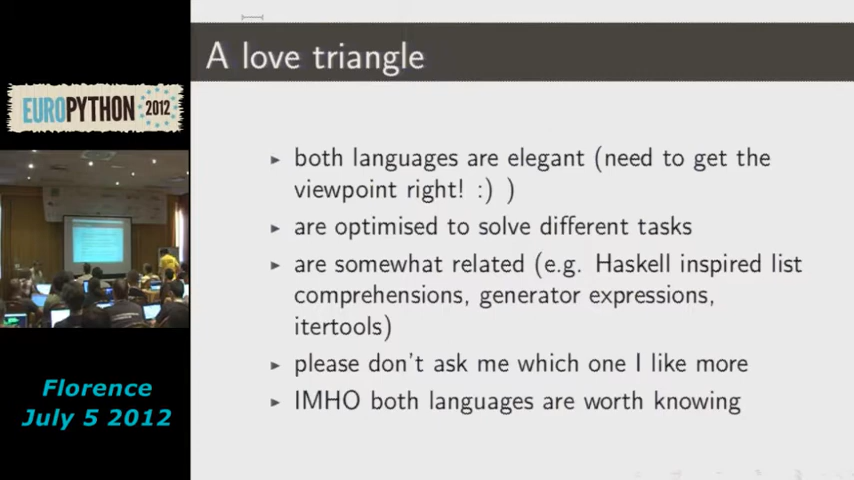 A love triangle
EUROPYTHON 2012
both languages are elegant (need to get the
viewpoint right! :) )
are optimised to solve different tasks
are somewhat related (e.g. Haskell inspired list
comprehensions, generator expressions,
itertools)
please don't ask me which one I like more
IMHO both languages are worth knowing
Florence
July 5 2012